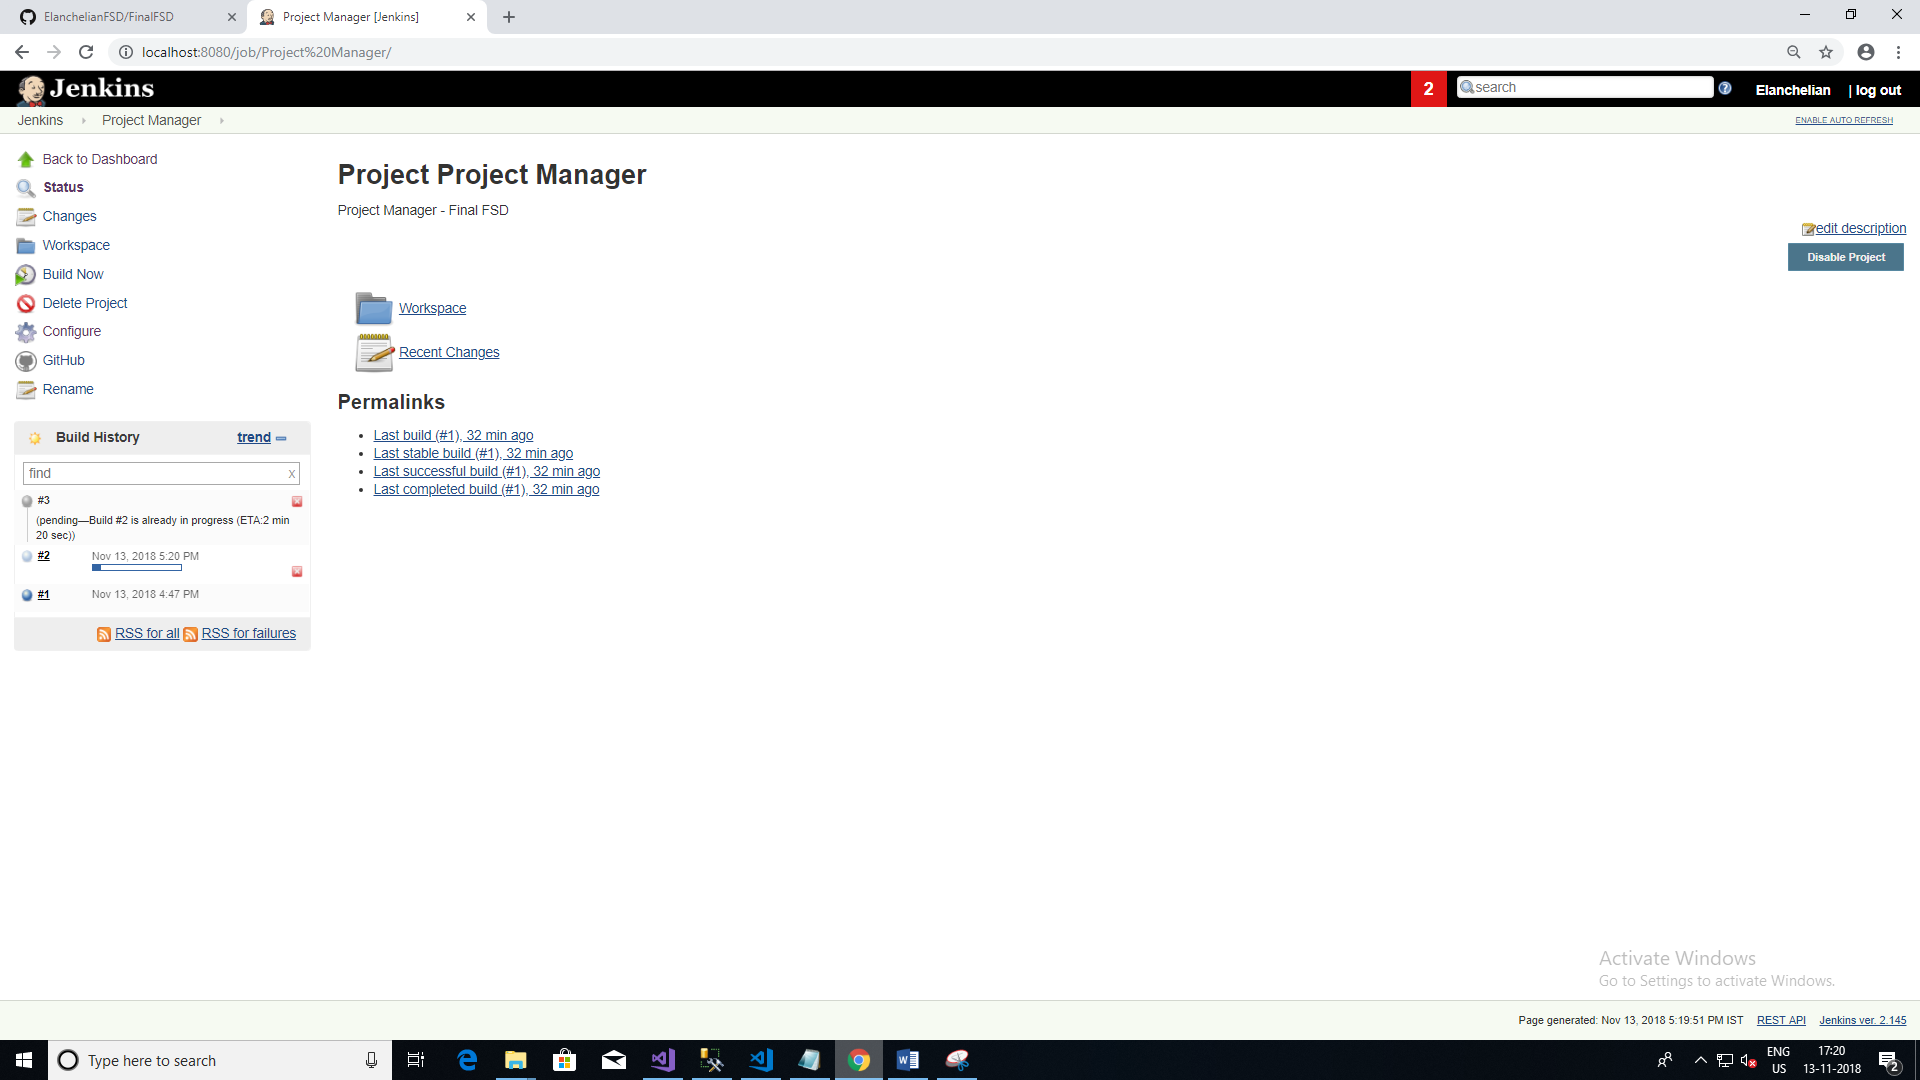 ElanchelianFSD/FinalFSD
Project Manager [Jenkins]
localhost:8080/job/Project%20Manager/
Jenkins
2
search
Elanchelian
| log out
Jenkins
Project Manager
ENABLE AUTO REFRESH
Back to Dashboard
Status
Changes
Workspace
Build Now
Delete Project
Configure
GitHub
Rename
Build History
trend
find
x
#3
(pending—Build #2 is already in progress (ETA:2 min
20 sec))
#2
Nov 13, 2018 5:20 PM
#1
Nov 13, 2018 4:47 PM
RSS for all
RSS for failures
Project Project Manager
Project Manager - Final FSD
edit description
Disable Project
Workspace
Recent Changes
Permalinks
Last build (#1), 32 min ago
Last stable build (#1), 32 min ago
Last successful build (#1), 32 min ago
Last completed build (#1), 32 min ago
Activate Windows
Go to Settings to activate Windows.
Page generated: Nov 13, 2018 5:19:51 PM IST
REST API
Jenkins ver. 2.145
Type here to search
ENG
US
17:20
13-11-2018
2